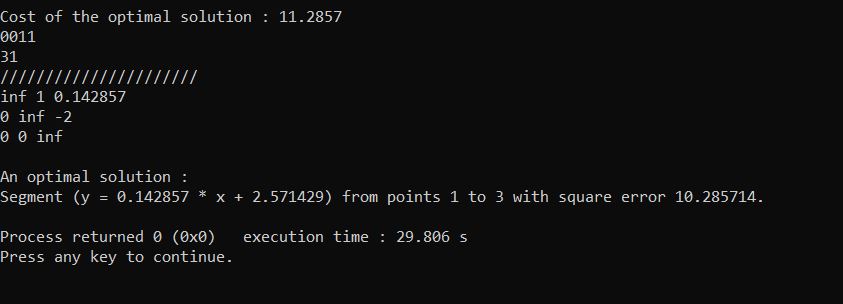 Cost of the optimal solution : 11.2857
0011
31
//////////////////////
inf 1 0.142857
0 inf -2
0 0 inf
An optimal solution :
Segment (y = 0.142857 * x + 2.571429) from points 1 to 3 with square error 10.285714.
Process returned 0 (0x0)   execution time : 29.806 s
Press any key to continue.